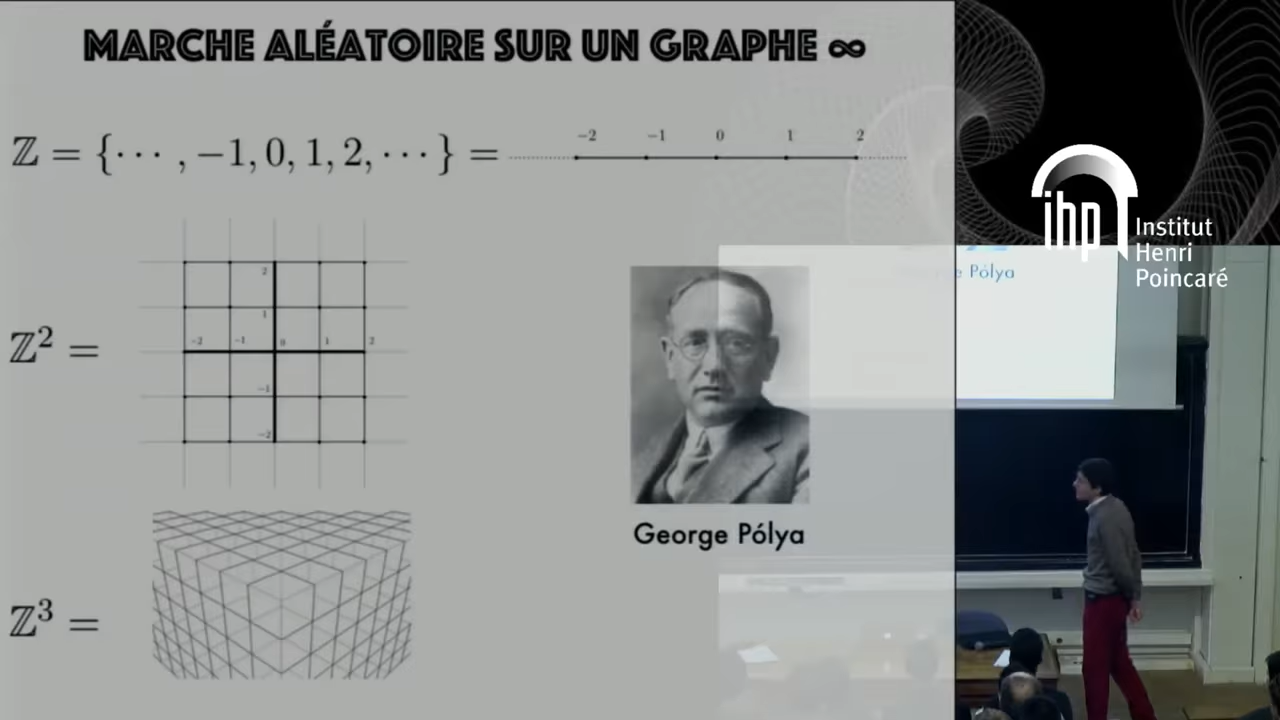 MARCHE ALÉATOIRE SUR UN GRAPHE ∞
ℤ = {··· , −1, 0, 1, 2, ···} =
−2 −1 0 1 2
ℤ² =
2
1
−2 −1 0 1 2
−1
−2
George Pólya
ℤ³ =
ihp Institut
Henri
Poincaré
Pólya